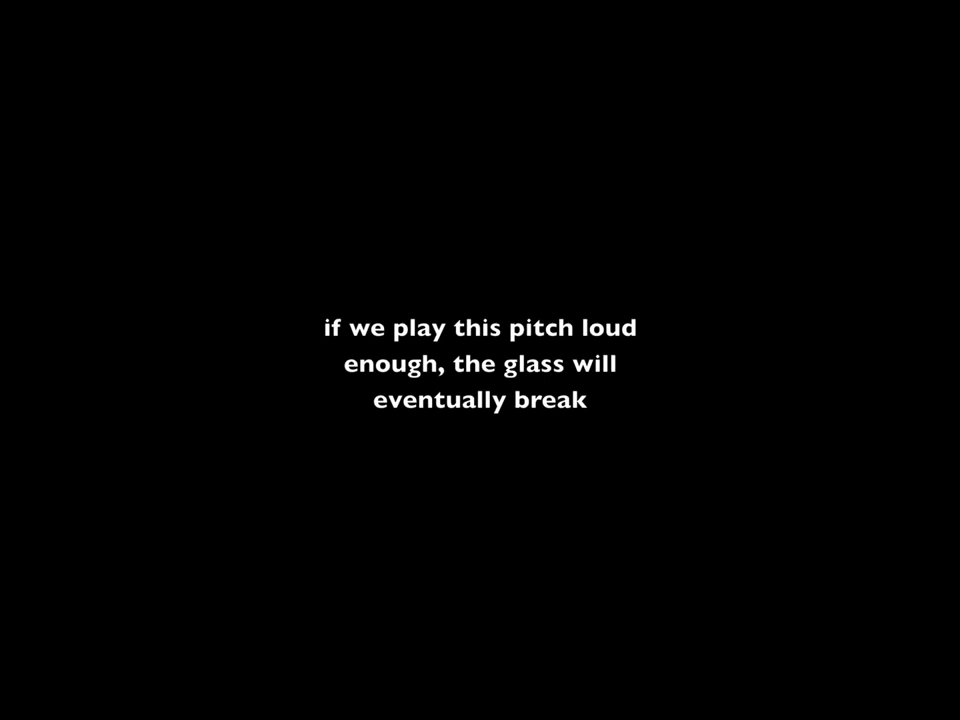 if we play this pitch loud
enough, the glass will
eventually break